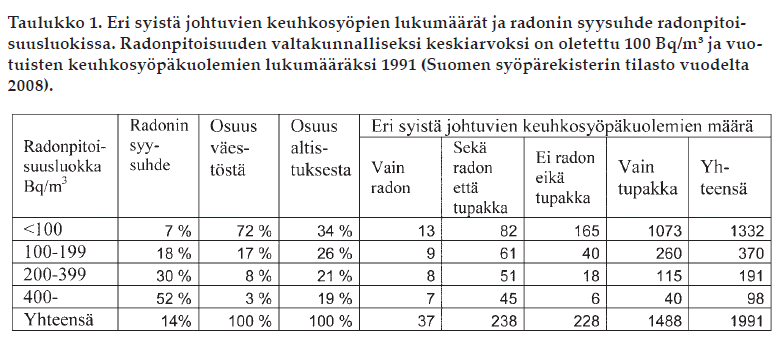 Taulukko 1. Eri syistä johtuvien keuhkosyöpien lukumäärät ja radonin syysuhde radonpitoi-
suusluokissa. Radonpitoisuuden valtakunnalliseksi keskiarvoksi on oletettu 100 Bq/m³ ja vuo-
tuisten keuhkosyöpäkuolemien lukumääräksi 1991 (Suomen syöpärekisterin tilasto vuodelta
2008).
Radonpitoi-
suusluokka
Bq/m³
Radonin
syy-
suhde
Osuus
väes-
töstä
Osuus
altis-
tuksesta
Eri syistä johtuvien keuhkosyöpäkuolemien määrä
Vain
radon
Sekä
radon
että
tupakka
Ei radon
eikä
tupakka
Vain
tupakka
Yh-
teensä
<100 7 % 72 % 34 % 13 82 165 1073 1332
100-199 18 % 17 % 26 % 9 61 40 260 370
200-399 30 % 8 % 21 % 8 51 18 115 191
400- 52 % 3 % 19 % 7 45 6 40 98
Yhteensä 14% 100 % 100 % 37 238 228 1488 1991